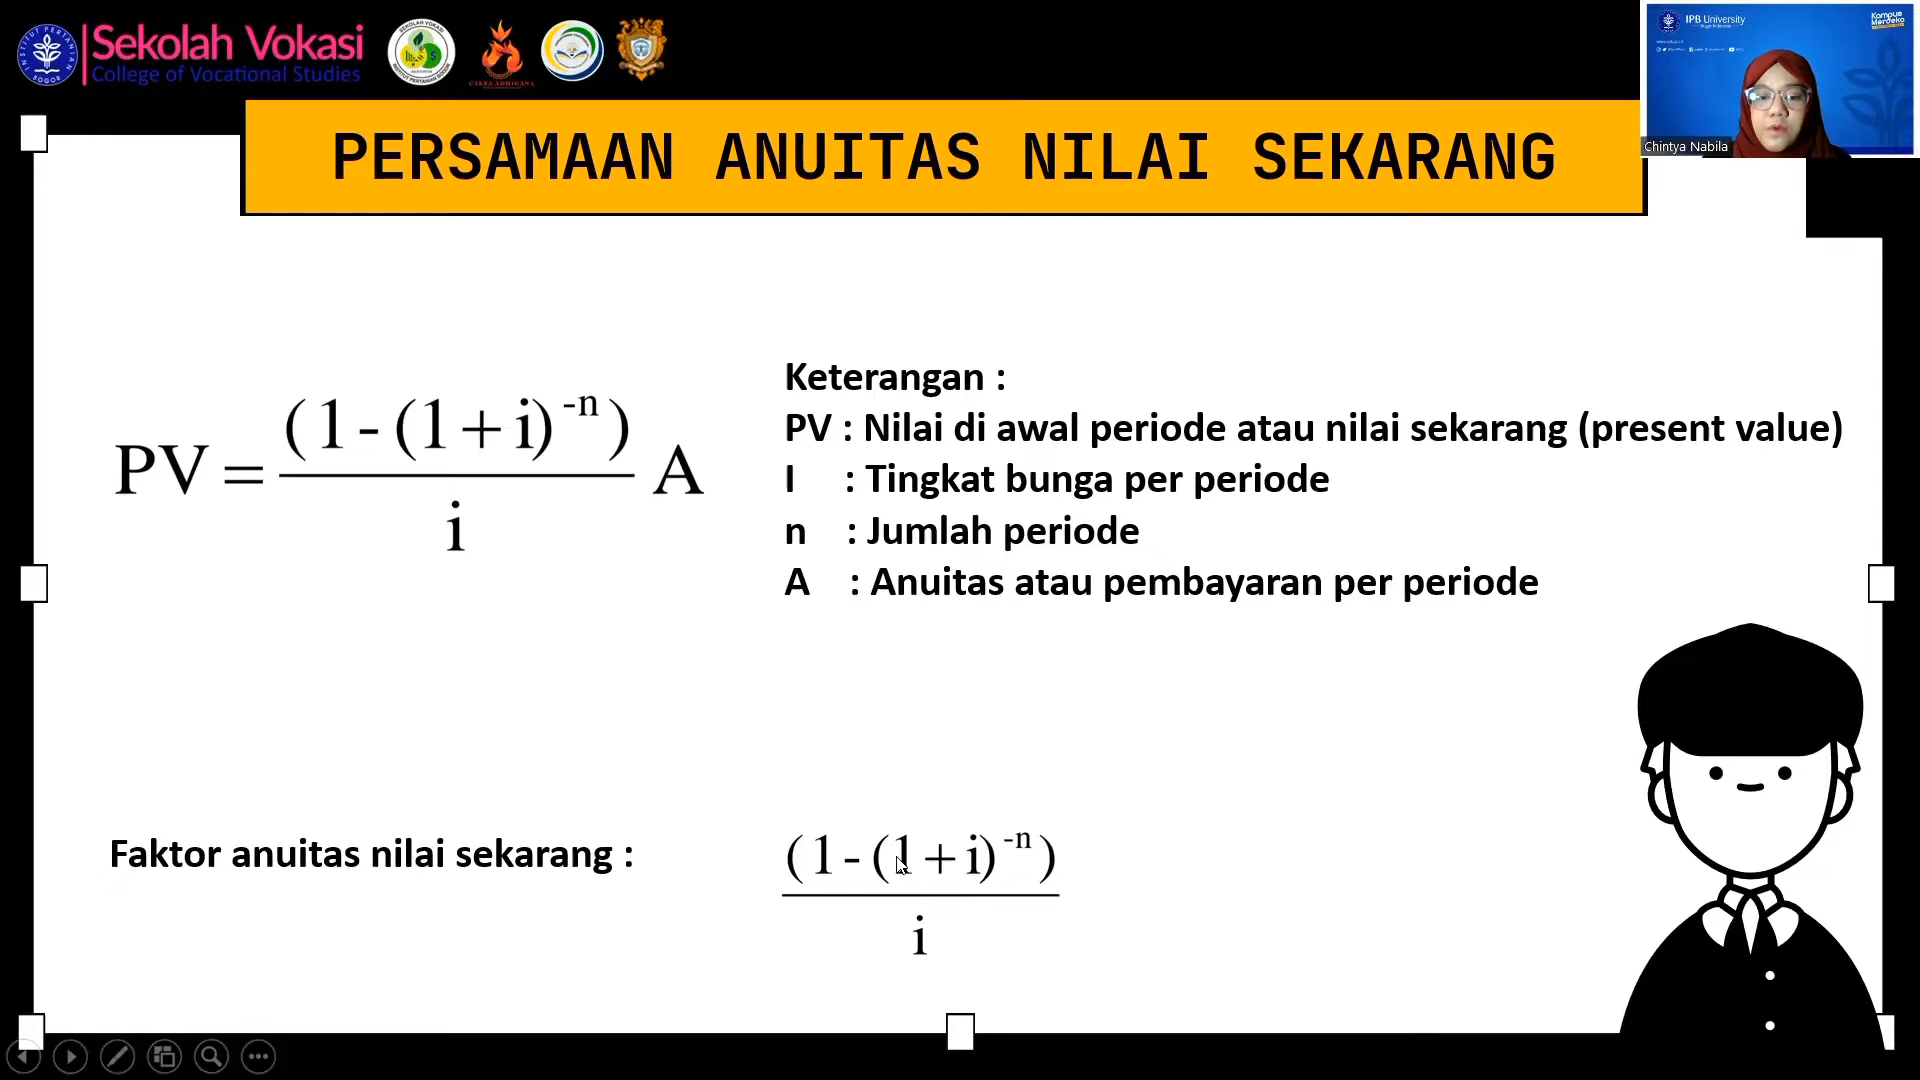 Sekolah Vokasi
College of Vocational Studies
IPB University
Kampus
Merdeka
Chintya Nabila
PERSAMAAN ANUITAS NILAI SEKARANG
PV = (1-(1+i)^-n) / i A
Keterangan :
PV : Nilai di awal periode atau nilai sekarang (present value)
I : Tingkat bunga per periode
n : Jumlah periode
A : Anuitas atau pembayaran per periode
Faktor anuitas nilai sekarang : (1-(1+i)^-n) / i